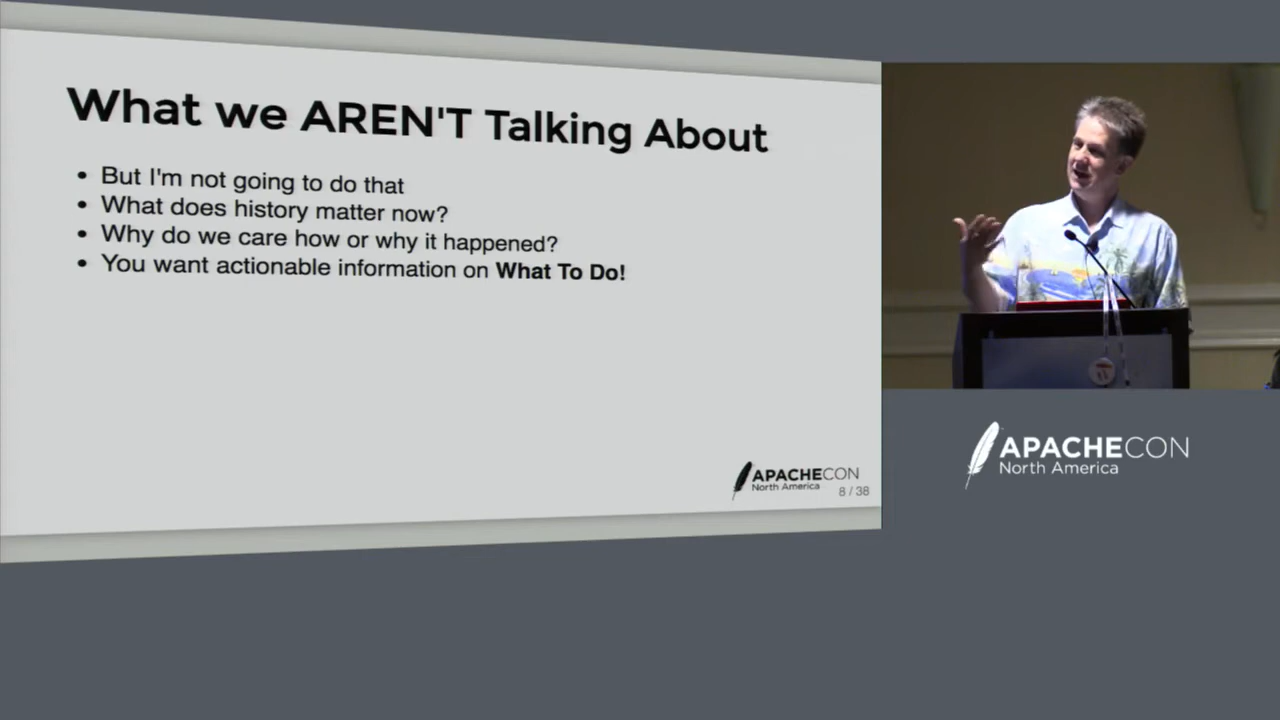 What we AREN'T Talking About
• But I'm not going to do that
• What does history matter now?
• Why do we care how or why it happened?
• You want actionable information on What To Do!
APACHECON
North America
8 / 38
APACHECON
North America